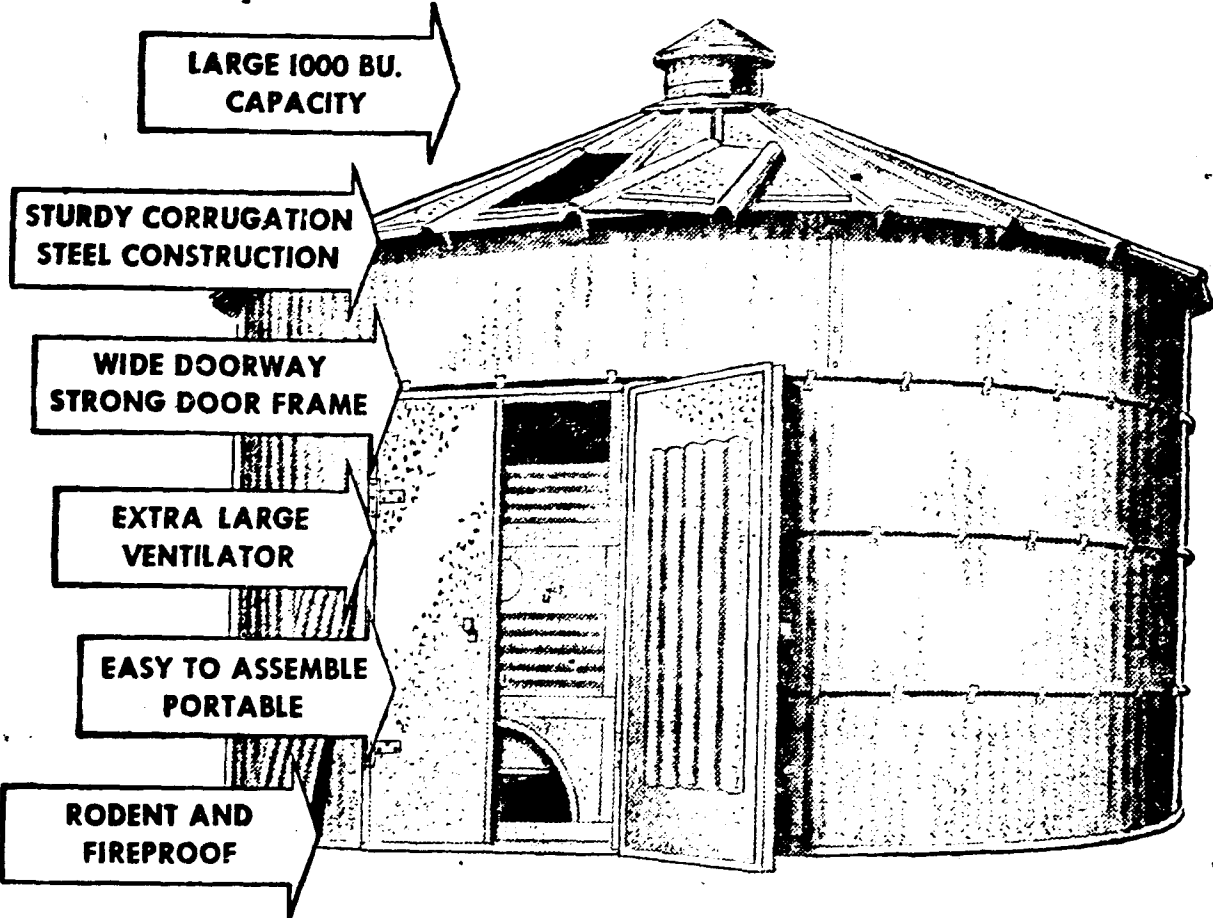 LARGE 1000 BU.
CAPACITY
STURDY CORRUGATION
STEEL CONSTRUCTION
WIDE DOORWAY
STRONG DOOR FRAME
EXTRA LARGE
VENTILATOR
EASY TO ASSEMBLE
PORTABLE
RODENT AND
FIREPROOF